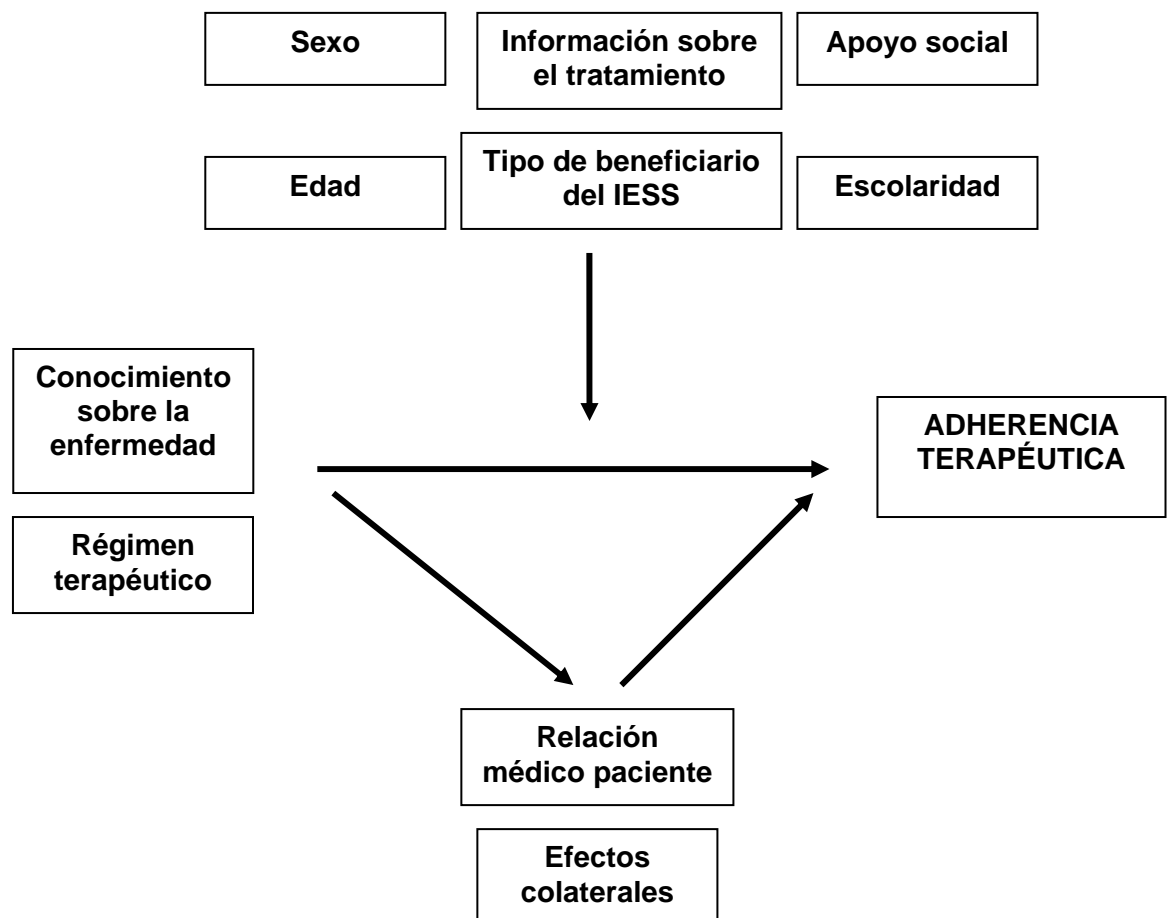 Sexo
Información sobre
el tratamiento
Apoyo social
Edad
Tipo de beneficiario
del IESS
Escolaridad
Conocimiento
sobre la
enfermedad
ADHERENCIA
TERAPÉUTICA
Régimen
terapéutico
Relación
médico paciente
Efectos
colaterales